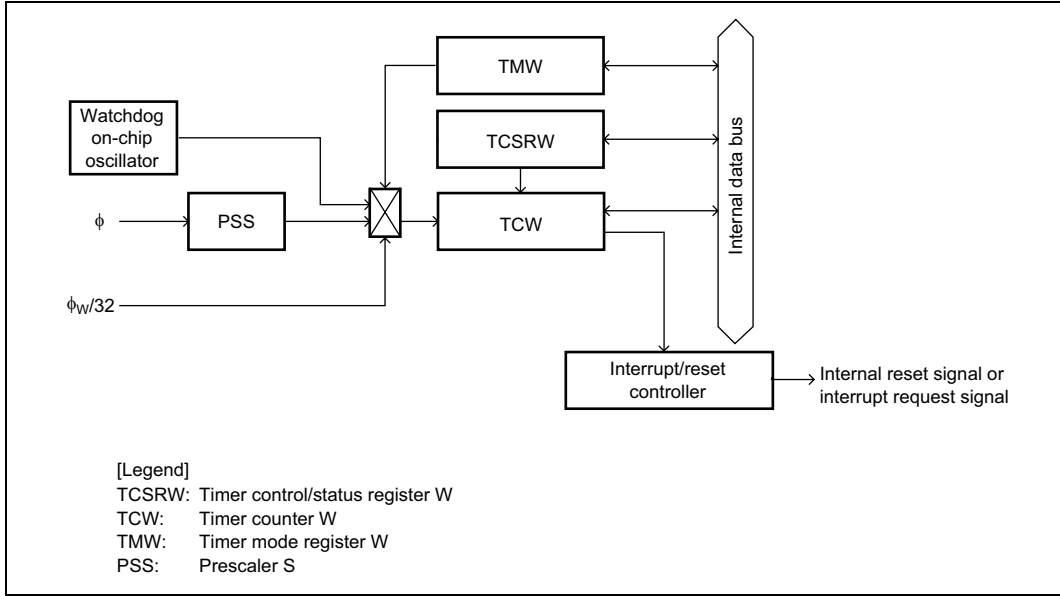 TMW
Watchdog
on-chip
oscillator
TCSRW
Internal data bus
ϕ
PSS
TCW
ϕW/32
Interrupt/reset
controller
Internal reset signal or
interrupt request signal
[Legend]
TCSRW: Timer control/status register W
TCW: Timer counter W
TMW: Timer mode register W
PSS: Prescaler S